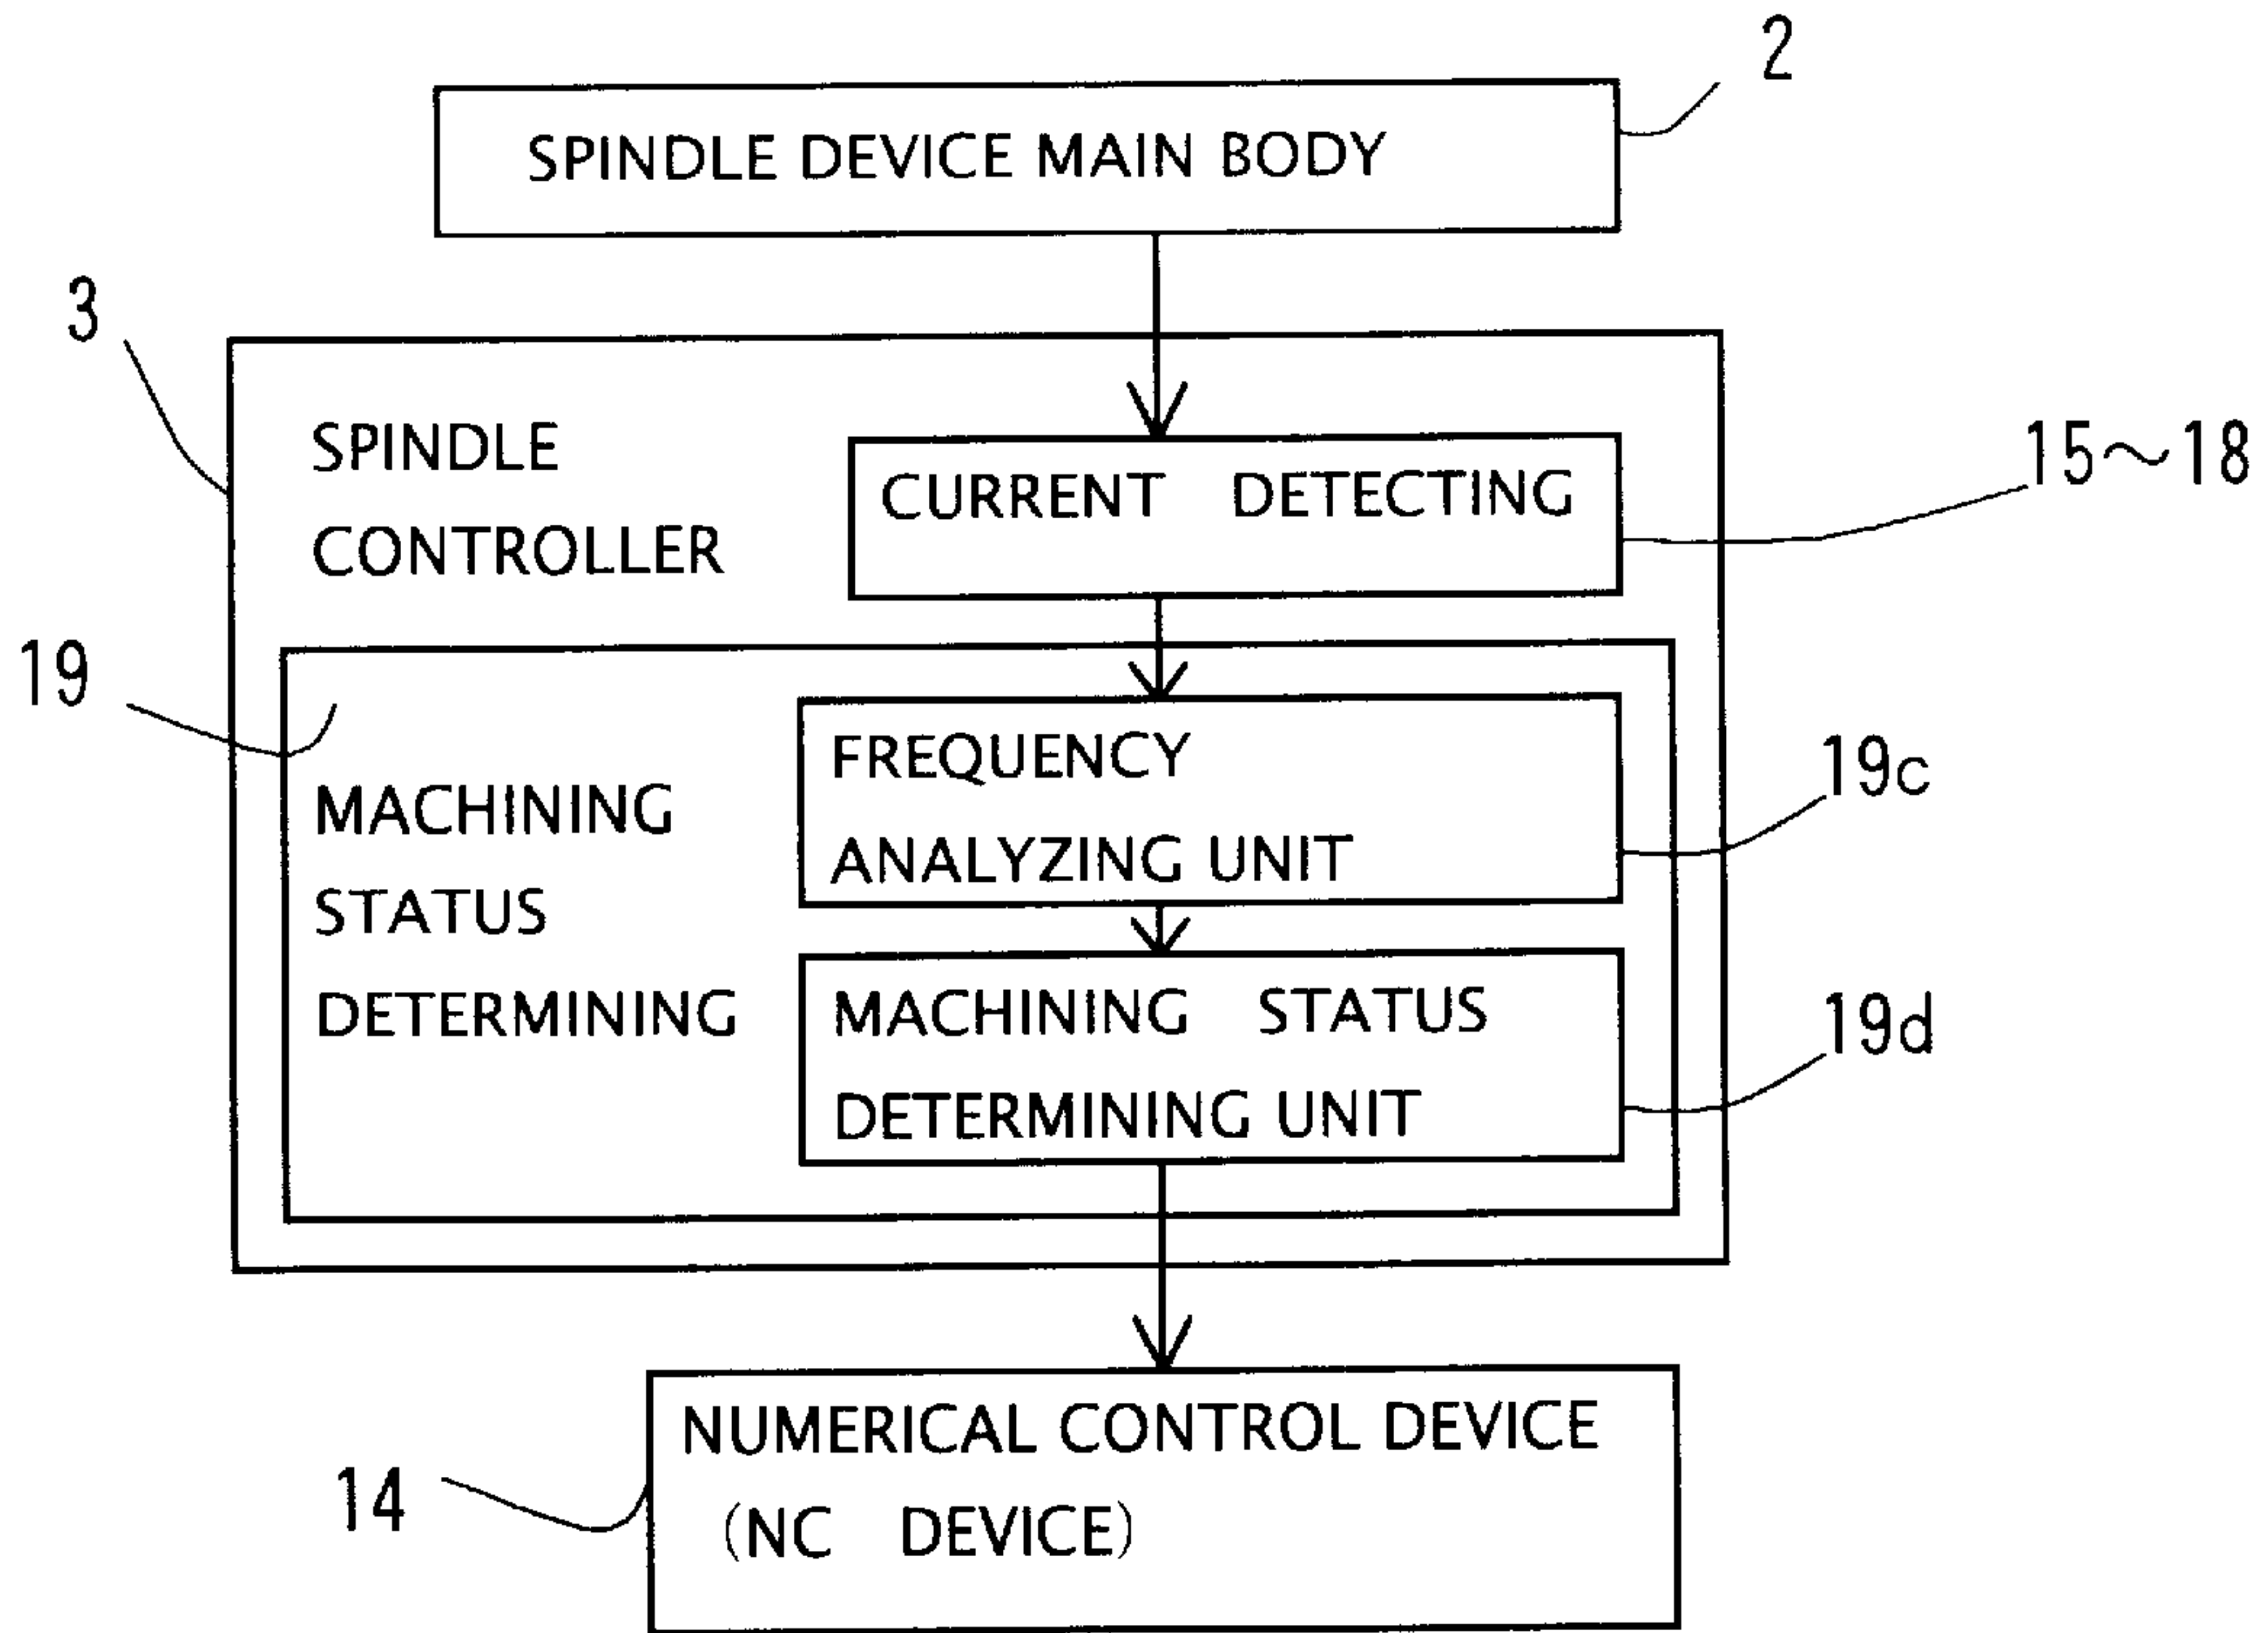 2
SPINDLE DEVICE MAIN BODY
3
SPINDLE
CONTROLLER
CURRENT DETECTING
15~18
19
MACHINING
STATUS
DETERMINING
FREQUENCY
ANALYZING UNIT
19c
MACHINING STATUS
DETERMINING UNIT
19d
NUMERICAL CONTROL DEVICE
(NC DEVICE)
14